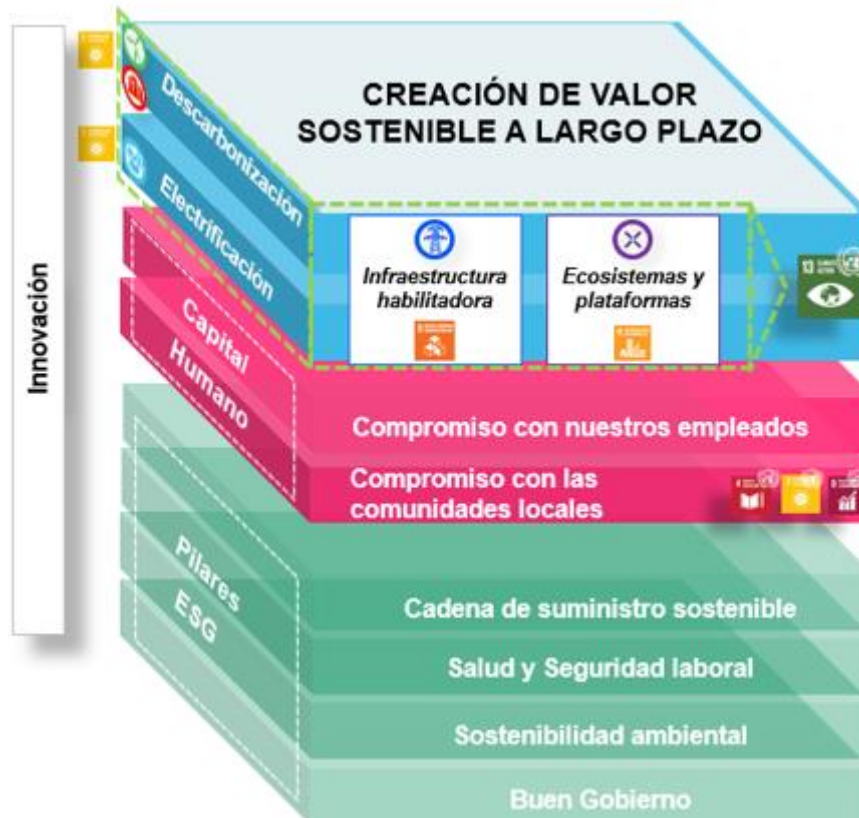 CREACIÓN DE VALOR
SOSTENIBLE A LARGO PLAZO
Descarbonización
Electrificación
Innovación
Infraestructura
habilitadora
Ecosistemas y
plataformas
13
Capital
Humano
Compromiso con nuestros empleados
Compromiso con las
comunidades locales
Pilares
ESG
Cadena de suministro sostenible
Salud y Seguridad laboral
Sostenibilidad ambiental
Buen Gobierno